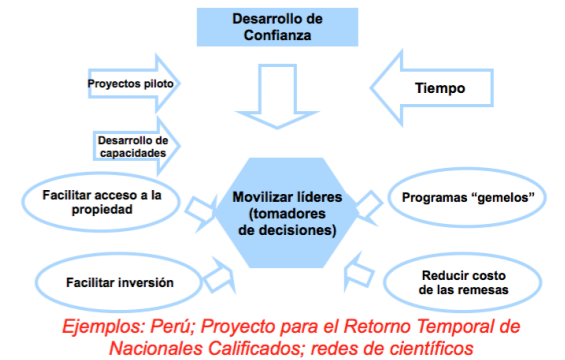 Desarrollo de
Confianza
Proyectos piloto
Tiempo
Desarrollo de
capacidades
Facilitar acceso a la
propiedad
Movilizar líderes
(tomadores
de decisiones)
Programas “gemelos”
Facilitar inversión
Reducir costo
de las remesas
Ejemplos: Perú; Proyecto para el Retorno Temporal de
Nacionales Calificados; redes de científicos